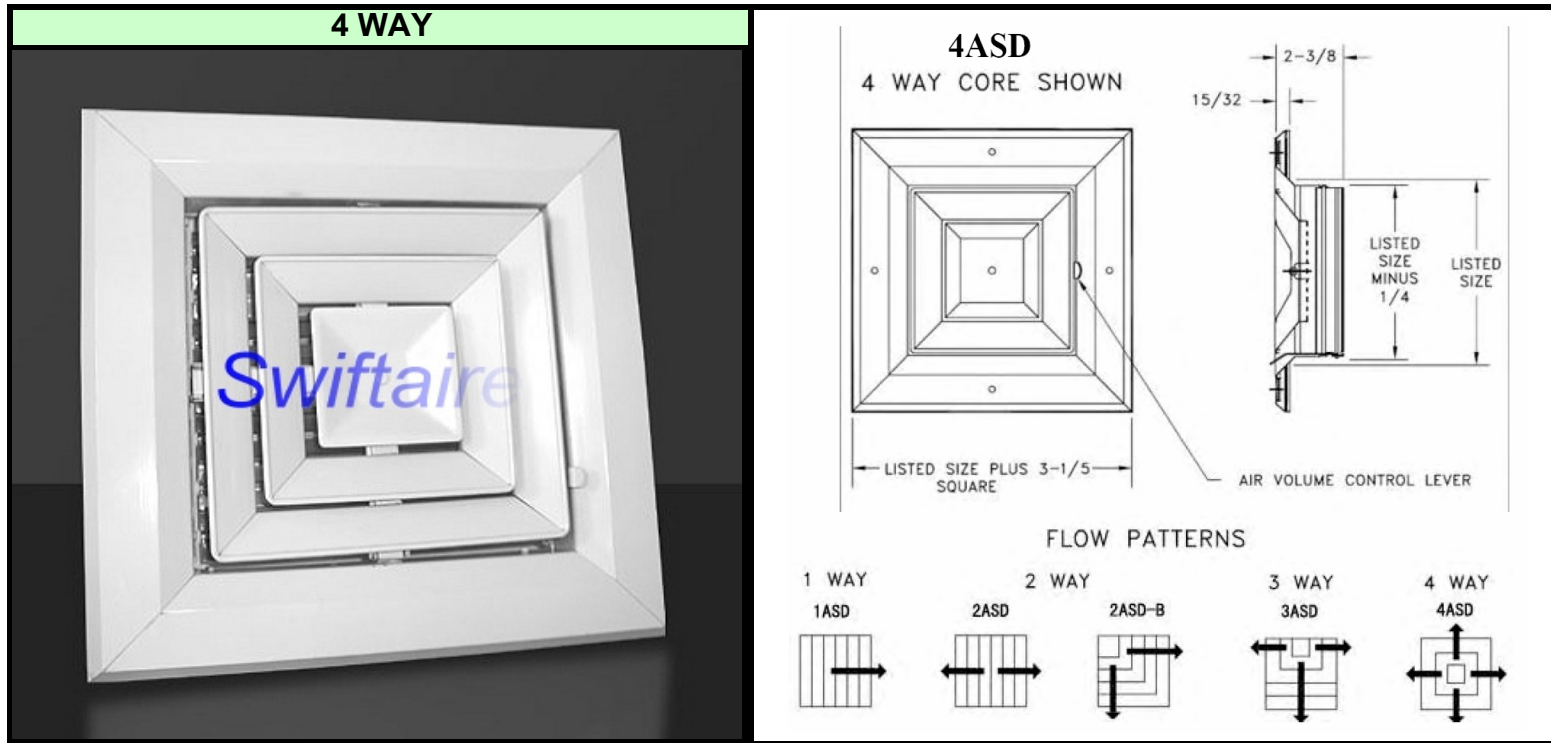 4 WAY
Swiftaire
4ASD
4 WAY CORE SHOWN
2-3/8
15/32
LISTED
SIZE
MINUS
1/4
LISTED
SIZE
LISTED SIZE PLUS 3-1/5
SQUARE
AIR VOLUME CONTROL LEVER
FLOW PATTERNS
1 WAY
2 WAY
3 WAY
4 WAY
1ASD
2ASD
2ASD-B
3ASD
4ASD